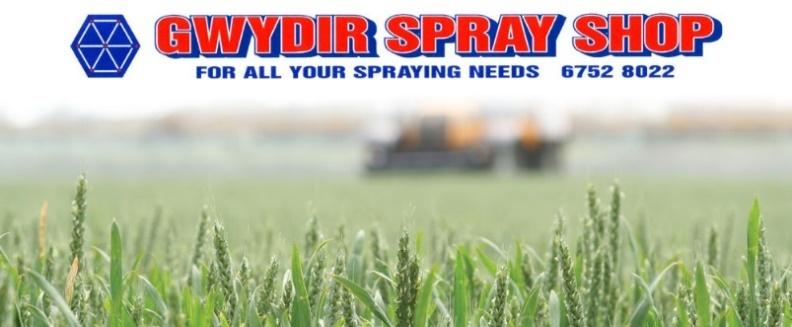 GWYDIR SPRAY SHOP
FOR ALL YOUR SPRAYING NEEDS 6752 8022